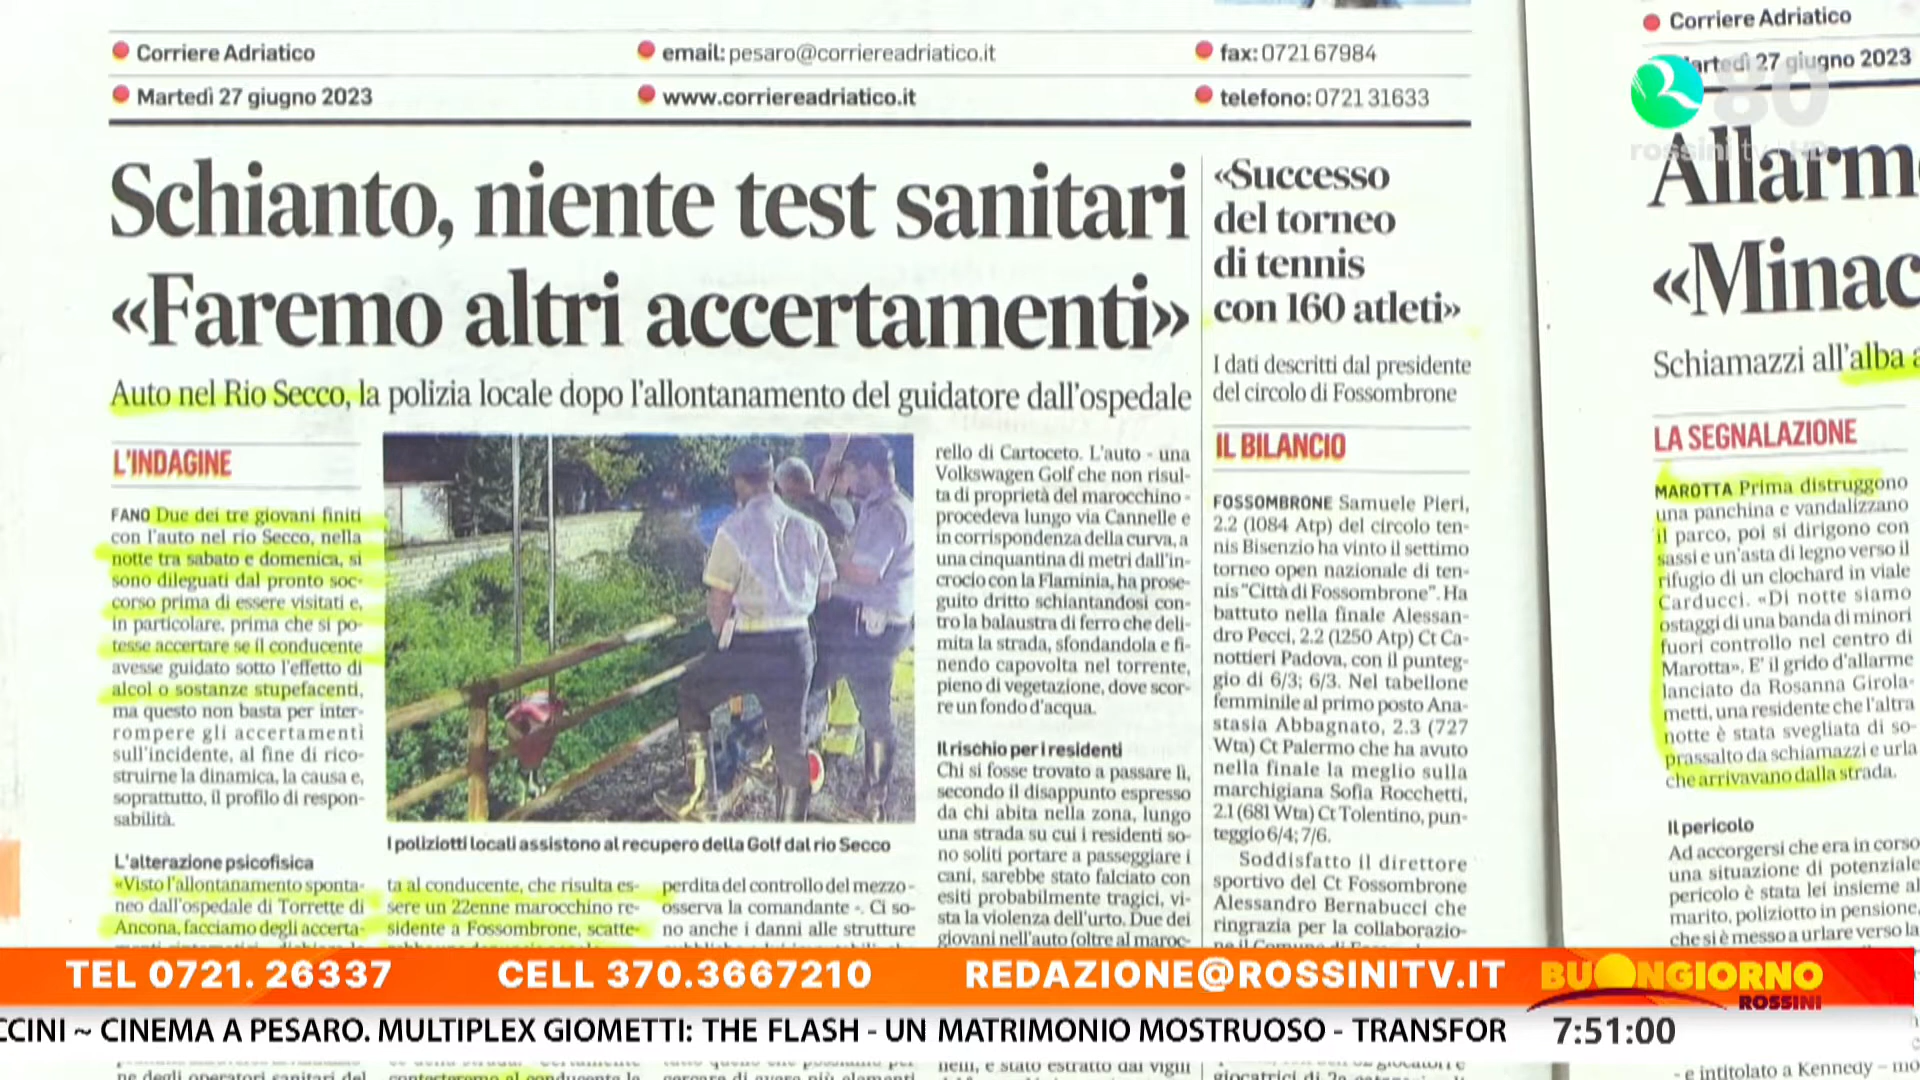 Corriere Adriatico
email: pesaro@corriereadriatico.it
fax: 0721 67984
Martedì 27 giugno 2023
www.corriereadriatico.it
telefono: 0721 31633
Schianto, niente test sanitari
«Faremo altri accertamenti»
Auto nel Rio Secco, la polizia locale dopo l'allontanamento del guidatore dall'ospedale
L'INDAGINE
FANO Due dei tre giovani finiti
con l'auto nel rio Secco, nella
notte tra sabato e domenica, si
sono dileguati dal pronto soc-
corso prima di essere visitati e,
in particolare, prima che si po-
tesse accertare se il conducente
avesse guidato sotto l'effetto di
alcol o sostanze stupefacenti,
ma questo non basta per inter-
rompere gli accertamenti
sull'incidente, al fine di rico-
struirne la dinamica, la causa e,
soprattutto, il profilo di respon-
sabilità.
L'alterazione psicofisica
«Visto l'allontanamento sponta-
neo dall'ospedale di Torrette di
Ancona, facciamo degli accerta-
I poliziotti locali assistono al recupero della Golf dal rio Secco
ta al conducente, che risulta es-
sere un 22enne marocchino re-
sidente a Fossombrone, scatte-
perdita del controllo del mezzo -
osserva la comandante -. Ci so-
no anche i danni alle strutture
rello di Cartoceto. L'auto - una
Volkswagen Golf che non risul-
ta di proprietà del marocchino -
procedeva lungo via Cannelle e
in corrispondenza della curva, a
una cinquantina di metri dall'in-
crocio con la Flaminia, ha prose-
guito dritto schiantandosi con-
tro la balaustra di ferro che deli-
mita la strada, sfondandola e fi-
nendo capovolta nel torrente,
pieno di vegetazione, dove scor-
re un fondo d'acqua.
Il rischio per i residenti
Chi si fosse trovato a passare lì,
secondo il disappunto espresso
da chi abita nella zona, lungo
una strada su cui i residenti so-
no soliti portare a passeggiare i
cani, sarebbe stato falciato con
esiti probabilmente tragici, vi-
sta la violenza dell'urto. Due dei
giovani nell'auto (oltre al maroc-
«Successo
del torneo
di tennis
con 160 atleti»
I dati descritti dal presidente
del circolo di Fossombrone
IL BILANCIO
FOSSOMBRONE Samuele Pieri,
2.2 (1084 Atp) del circolo ten-
nis Bisenzio ha vinto il settimo
torneo open nazionale di ten-
nis "Città di Fossombrone". Ha
battuto nella finale Alessan-
dro Pecci, 2.2 (1250 Atp) Ct Ca-
nottieri Padova, con il punteg-
gio di 6/3; 6/3. Nel tabellone
femminile al primo posto Ana-
stasia Abbagnato, 2.3 (727
Wta) Ct Palermo che ha avuto
nella finale la meglio sulla
marchigiana Sofia Rocchetti,
2.1 (681 Wta) Ct Tolentino, pun-
teggio 6/4; 7/6.
Soddisfatto il direttore
sportivo del Ct Fossombrone
Alessandro Bernabucci che
ringrazia per la collaborazio-
Corriere Adriatico
artedì 27 giugno 2023
80
rossini tv HD
Allarm
«Minac
Schiamazzi all'alba a
LA SEGNALAZIONE
MAROTTA Prima distruggono
una panchina e vandalizzano
il parco, poi si dirigono con
sassi e un'asta di legno verso il
rifugio di un clochard in viale
Carducci. «Di notte siamo
ostaggi di una banda di minori
fuori controllo nel centro di
Marotta». E' il grido d'allarme
lanciato da Rosanna Girola-
metti, una residente che l'altra
notte è stata svegliata di so-
prassalto da schiamazzi e urla
che arrivavano dalla strada.
Il pericolo
Ad accorgersi che era in corso
una situazione di potenziale
pericolo è stata lei insieme al
marito, poliziotto in pensione,
che si è messo a urlare verso la
TEL 0721. 26337
CELL 370.3667210
REDAZIONE@ROSSINITV.IT
BUONGIORNO
ROSSINI
CCINI ~ CINEMA A PESARO. MULTIPLEX GIOMETTI: THE FLASH - UN MATRIMONIO MOSTRUOSO - TRANSFOR
7:51:00
ne degli operatori sanitari del
nelli, è stato estratto dai vigili
- e intitolato a Kennedy - mo